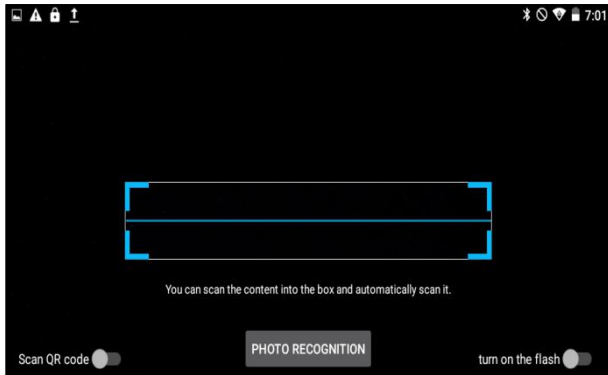 7:01
You can scan the content into the box and automatically scan it.
PHOTO RECOGNITION
Scan QR code
turn on the flash